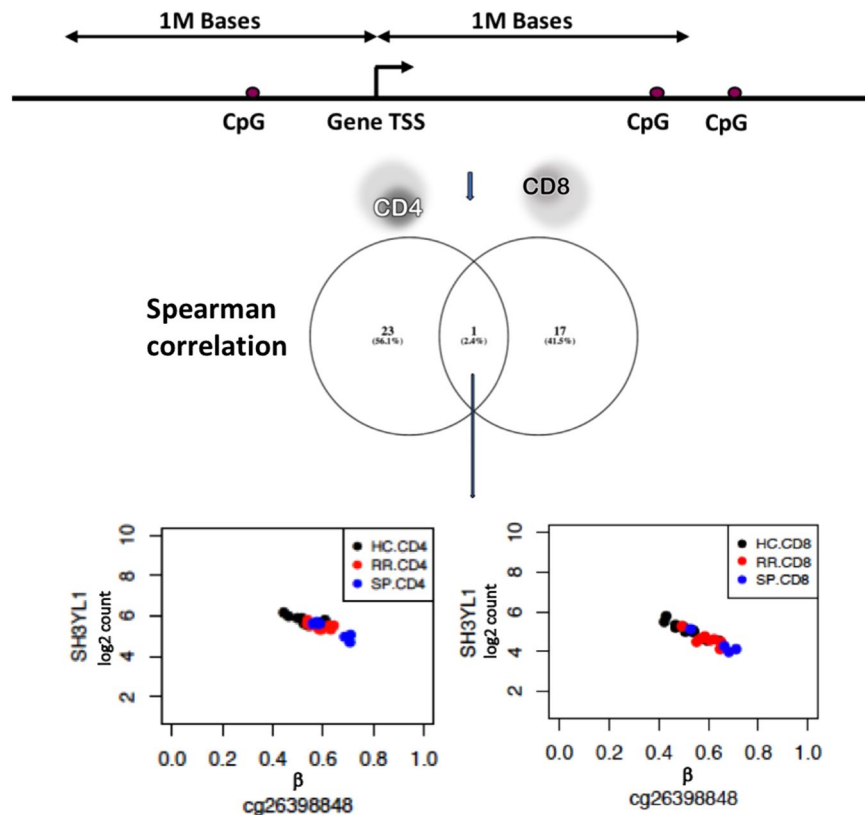 1M Bases 1M Bases
CpG Gene TSS CpG CpG
CD4 CD8
Spearman
correlation
23 1 17
(56.1%) (2.4%) (41.5%)
10
8
6
4
2
SH3YL1
log2 count
HC.CD4
RR.CD4
SP.CD4
0.0 0.2 0.4 0.6 0.8 1.0
β
cg26398848
10
8
6
4
2
SH3YL1
log2 count
HC.CD8
RR.CD8
SP.CD8
0.0 0.2 0.4 0.6 0.8 1.0
β
cg26398848